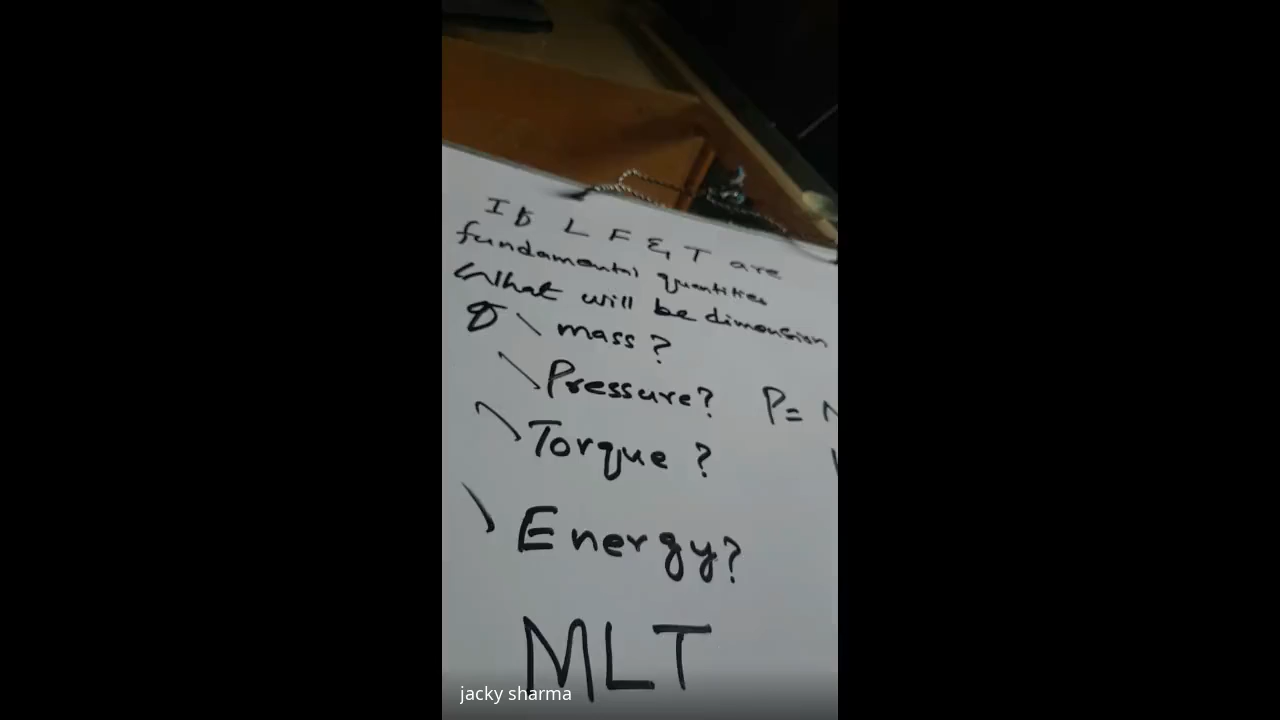 If L F & T are
fundamental quantities
What will be dimension
of mass?
Pressure? P=
Torque?
Energy?
MLT
jacky sharma